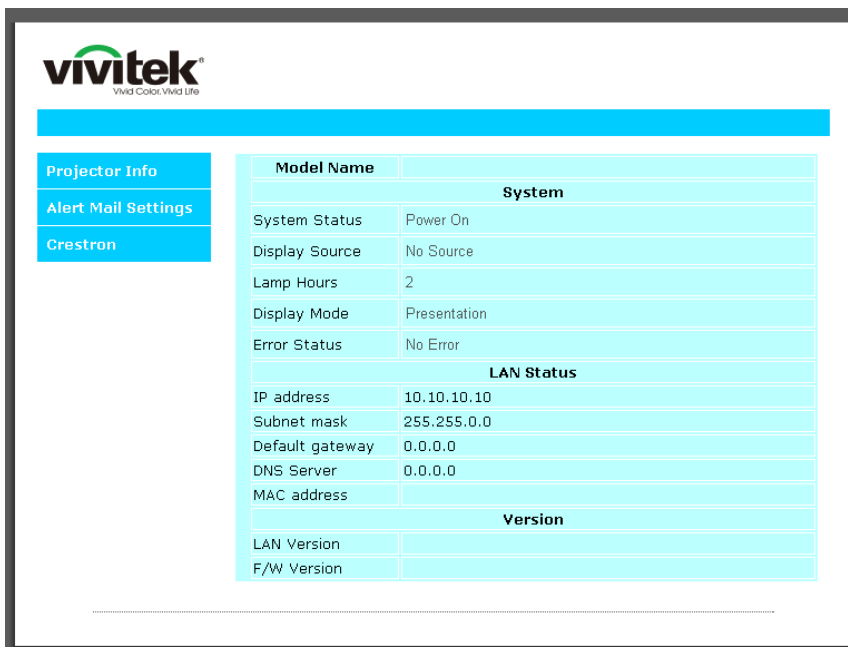 vivitek®
Vivid Color. Vivid Life
Projector Info
Alert Mail Settings
Crestron
Model Name
System
System Status Power On
Display Source No Source
Lamp Hours 2
Display Mode Presentation
Error Status No Error
LAN Status
IP address 10.10.10.10
Subnet mask 255.255.0.0
Default gateway 0.0.0.0
DNS Server 0.0.0.0
MAC address
Version
LAN Version
F/W Version